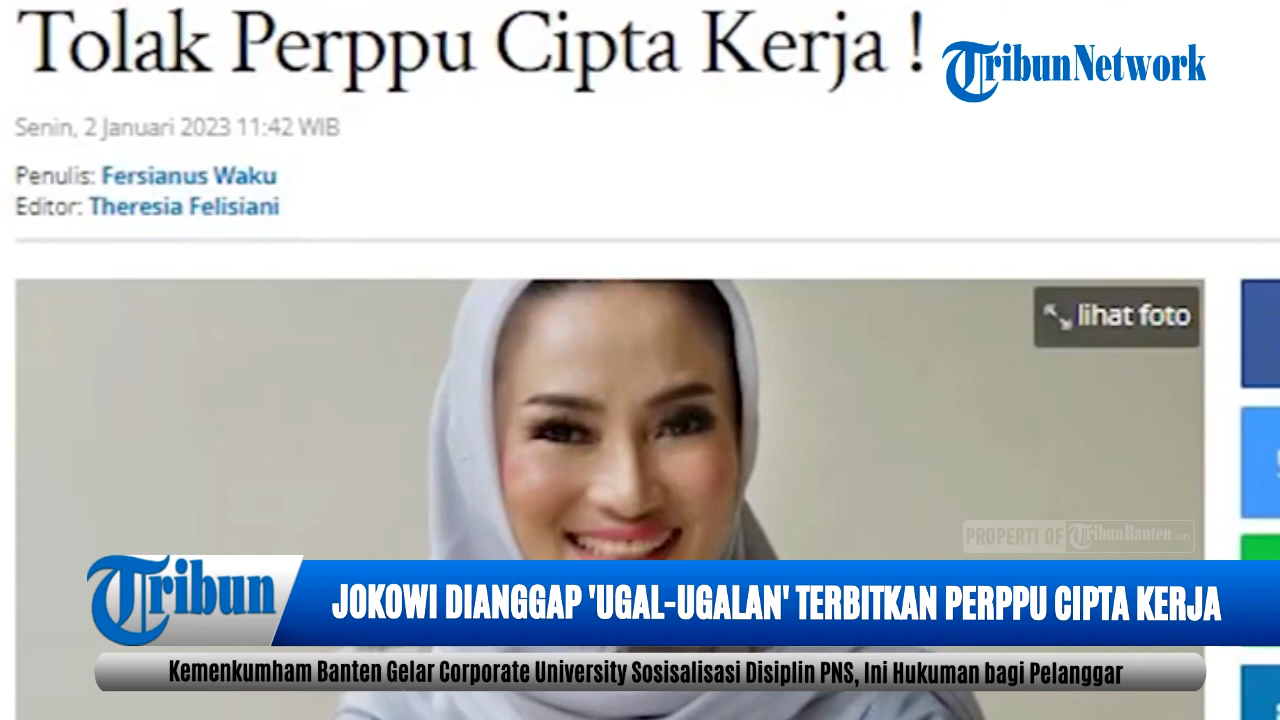 Tolak Perppu Cipta Kerja !
TribunNetwork
Senin, 2 Januari 2023 11:42 WIB
Penulis: Fersianus Waku
Editor: Theresia Felisiani
lihat foto
PROPERTI OF TribunBanten.com
Tribun
JOKOWI DIANGGAP 'UGAL-UGALAN' TERBITKAN PERPPU CIPTA KERJA
Kemenkumham Banten Gelar Corporate University Sosisalisasi Disiplin PNS, Ini Hukuman bagi Pelanggar